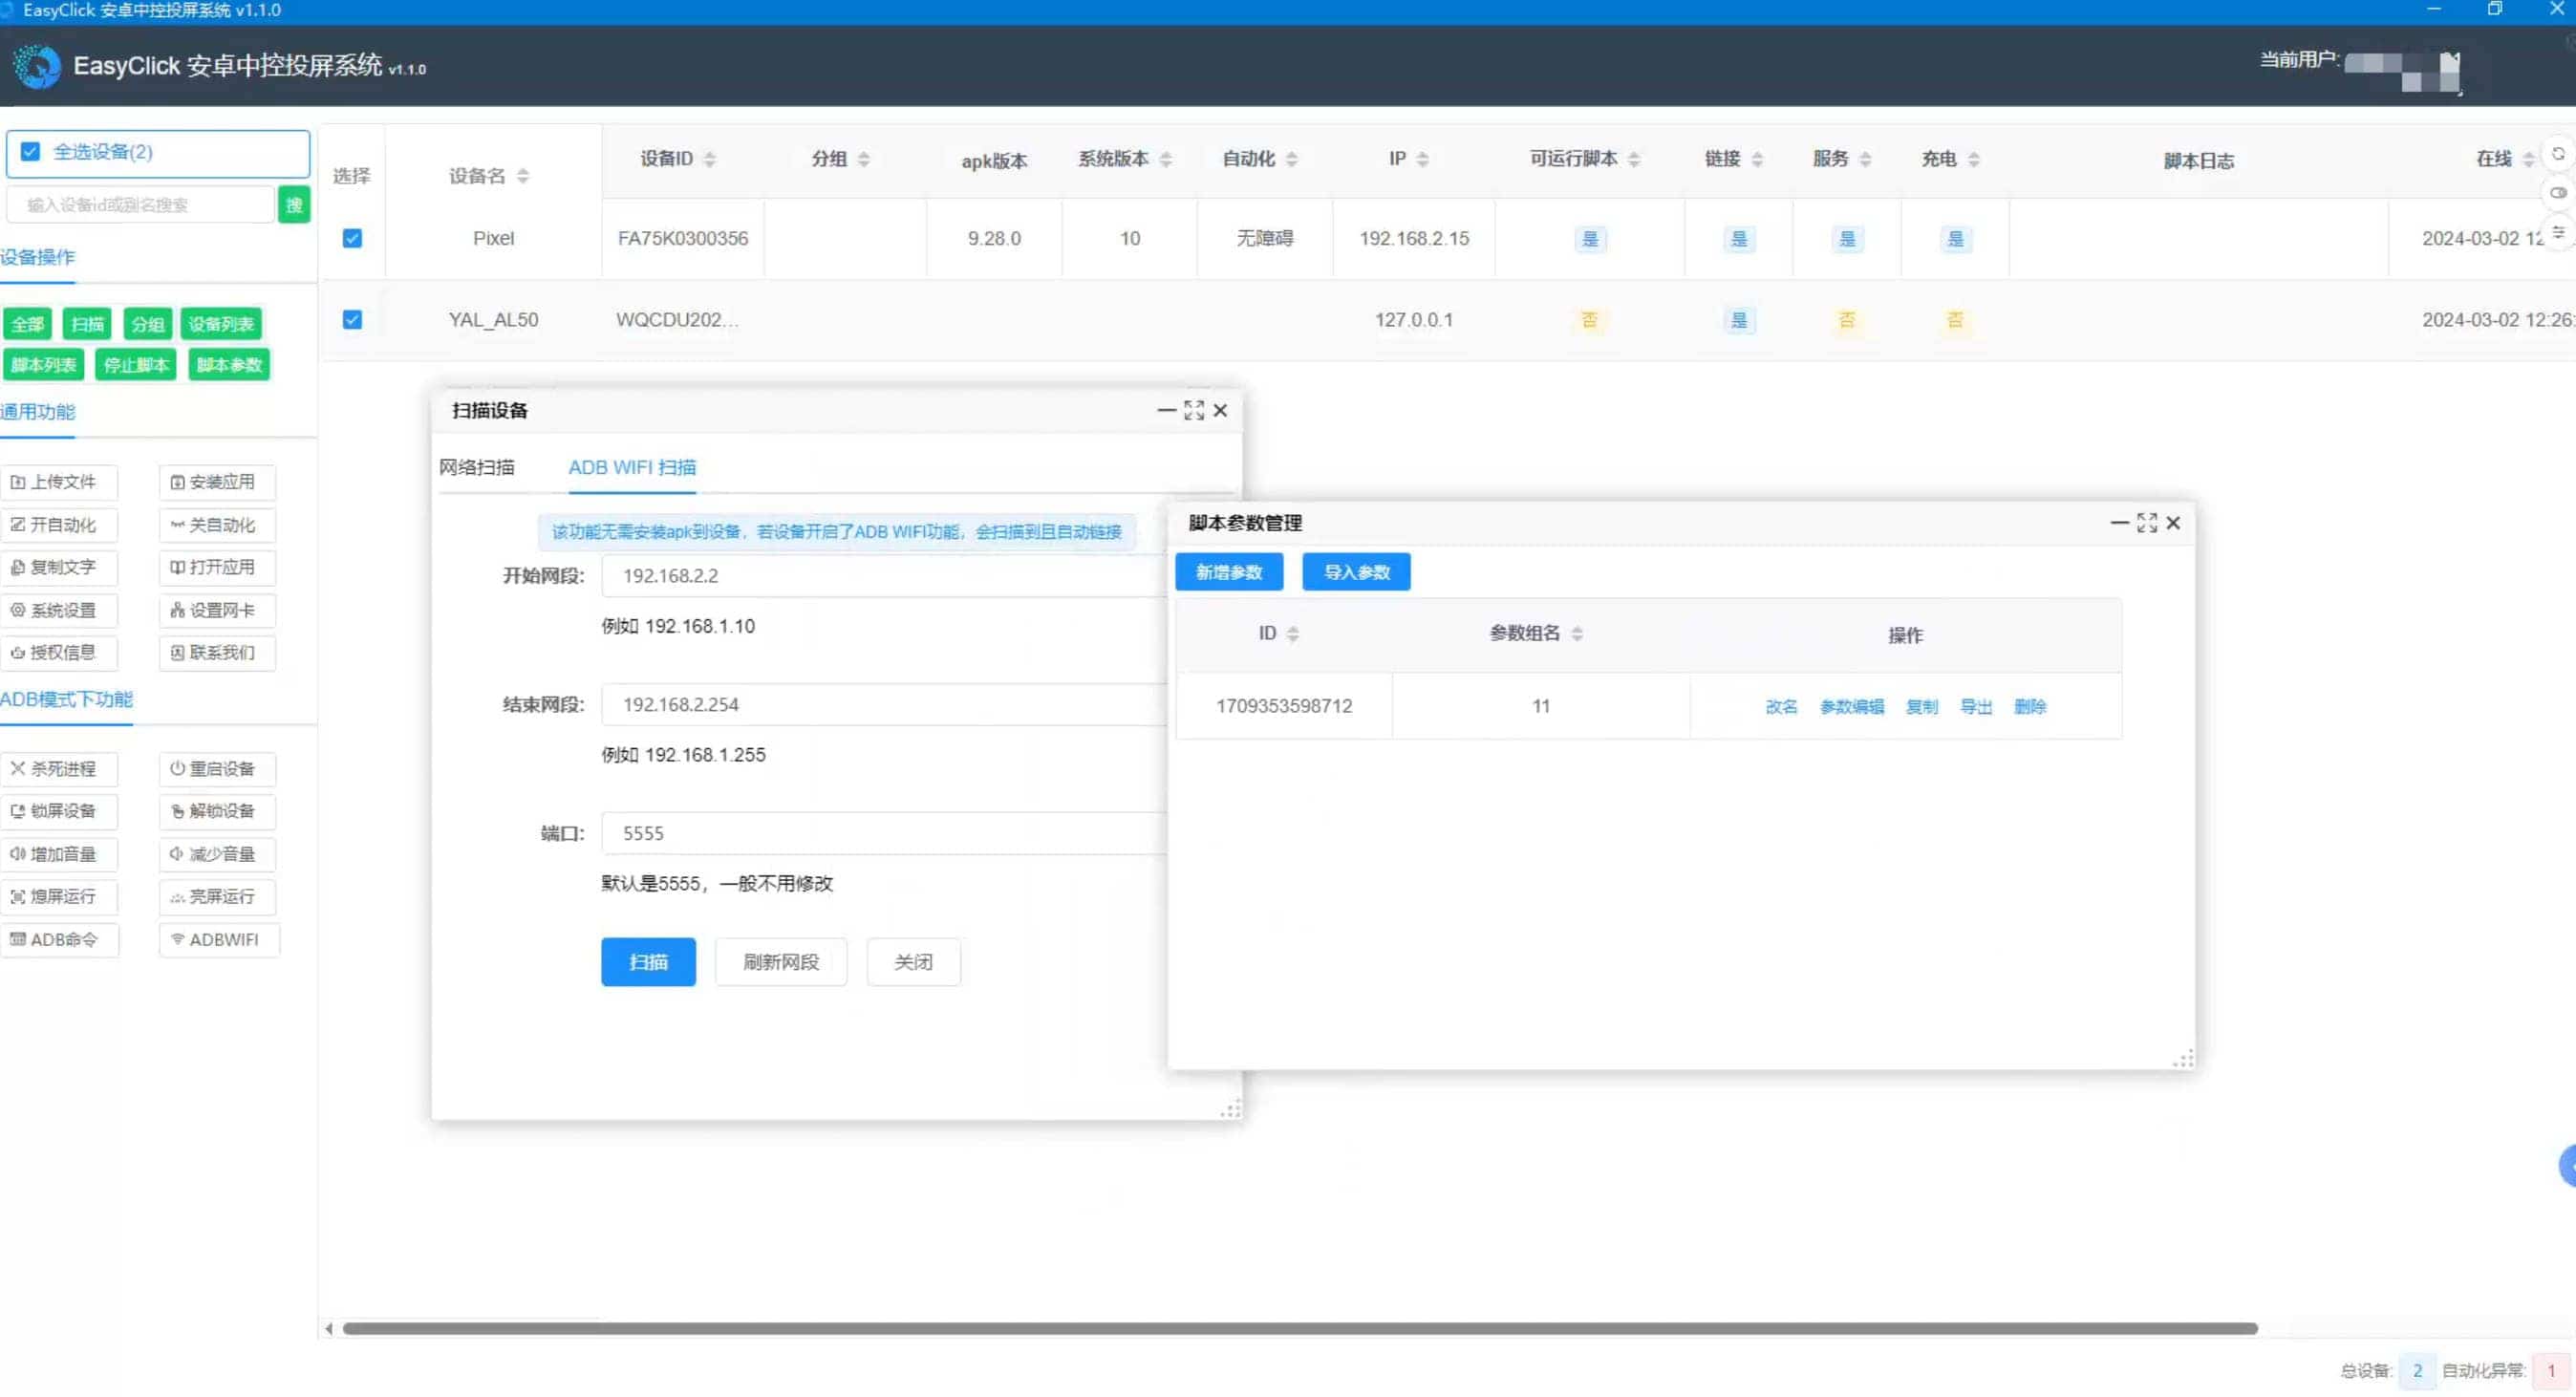 EasyClick 安卓中控投屏系统 v1.1.0
EasyClick 安卓中控投屏系统 v1.1.0
当前用户:
全选设备(2)
输入设备id或别名搜索 搜
设备操作
全部 扫描 分组 设备列表
脚本列表 停止脚本 脚本参数
通用功能
上传文件 安装应用
开自动化 关自动化
复制文字 打开应用
系统设置 设置网卡
授权信息 联系我们
ADB模式下功能
杀死进程 重启设备
锁屏设备 解锁设备
增加音量 减少音量
熄屏运行 亮屏运行
ADB命令 ADBWIFI
选择 设备名 设备ID 分组 apk版本 系统版本 自动化 IP 可运行脚本 链接 服务 充电 脚本日志 在线
Pixel FA75K0300356 9.28.0 10 无障碍 192.168.2.15 是 是 是 是 2024-03-02 12
YAL_AL50 WQCDU202... 127.0.0.1 否 是 否 否 2024-03-02 12:26:
扫描设备
网络扫描 ADB WIFI 扫描
该功能无需安装apk到设备，若设备开启了ADB WIFI功能，会扫描到且自动链接
开始网段: 192.168.2.2
例如 192.168.1.10
结束网段: 192.168.2.254
例如 192.168.1.255
端口: 5555
默认是5555，一般不用修改
扫描 刷新网段 关闭
脚本参数管理
新增参数 导入参数
ID 参数组名 操作
1709353598712 11 改名 参数编辑 复制 导出 删除
总设备: 2 自动化异常: 1